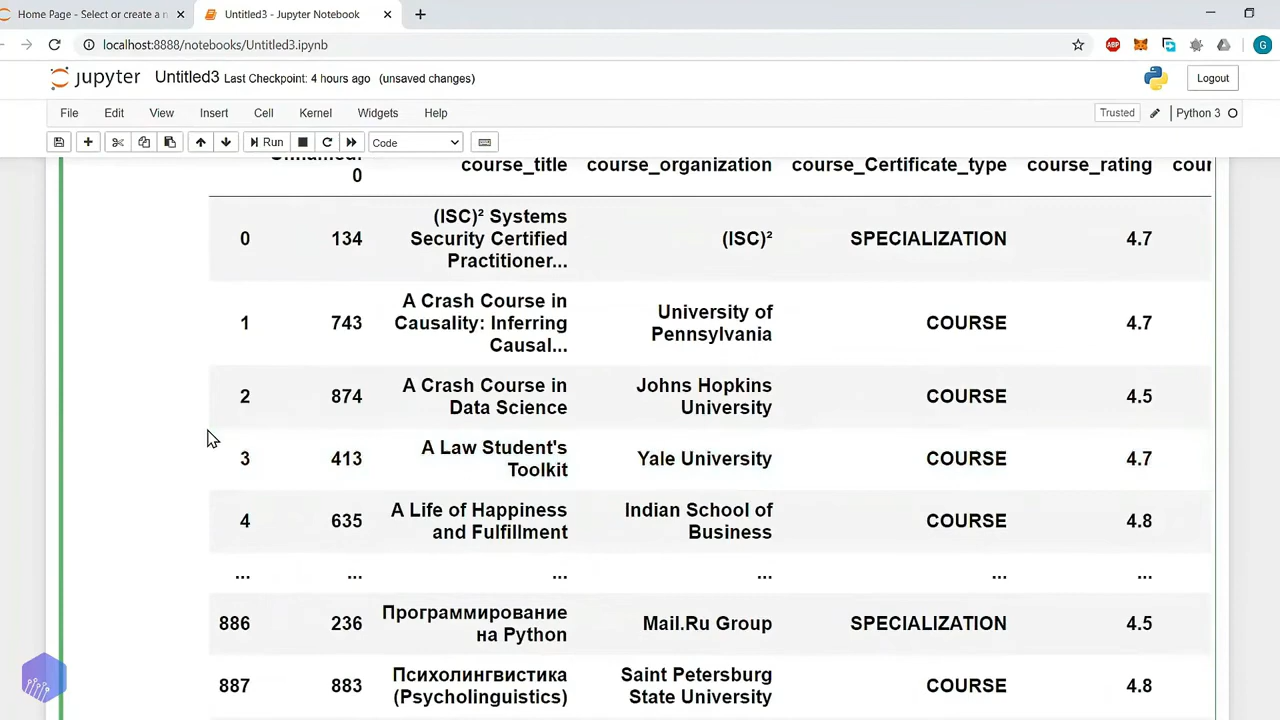 Home Page - Select or create a n
Untitled3 - Jupyter Notebook
localhost:8888/notebooks/Untitled3.ipynb
ABP
G
jupyter Untitled3 Last Checkpoint: 4 hours ago (unsaved changes)
Logout
File Edit View Insert Cell Kernel Widgets Help
Trusted
Python 3
Run
Code
Unnamed:
0 course_title course_organization course_Certificate_type course_rating cour
(ISC)² Systems
0 134 Security Certified (ISC)² SPECIALIZATION 4.7
Practitioner...
A Crash Course in University of
1 743 Causality: Inferring Pennsylvania COURSE 4.7
Causal...
A Crash Course in Johns Hopkins
2 874 Data Science University COURSE 4.5
A Law Student's
3 413 Toolkit Yale University COURSE 4.7
A Life of Happiness Indian School of
4 635 and Fulfillment Business COURSE 4.8
... ... ... ... ... ...
Программирование
886 236 на Python Mail.Ru Group SPECIALIZATION 4.5
Психолингвистика Saint Petersburg
887 883 (Psycholinguistics) State University COURSE 4.8